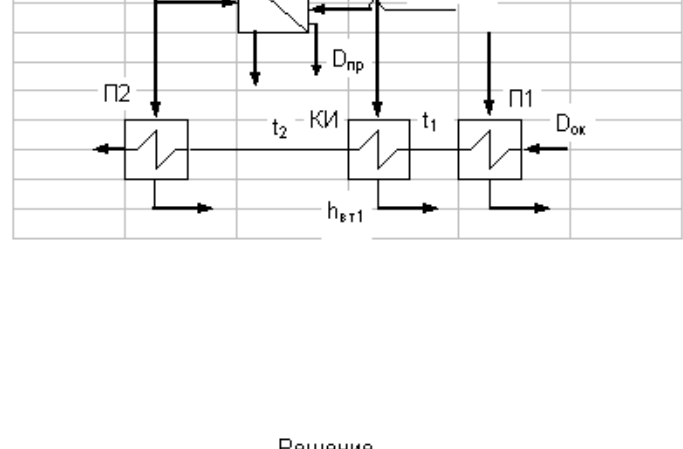 Dпр
П2
П1
t2
КИ
t1
Dок
hвт1
Решение